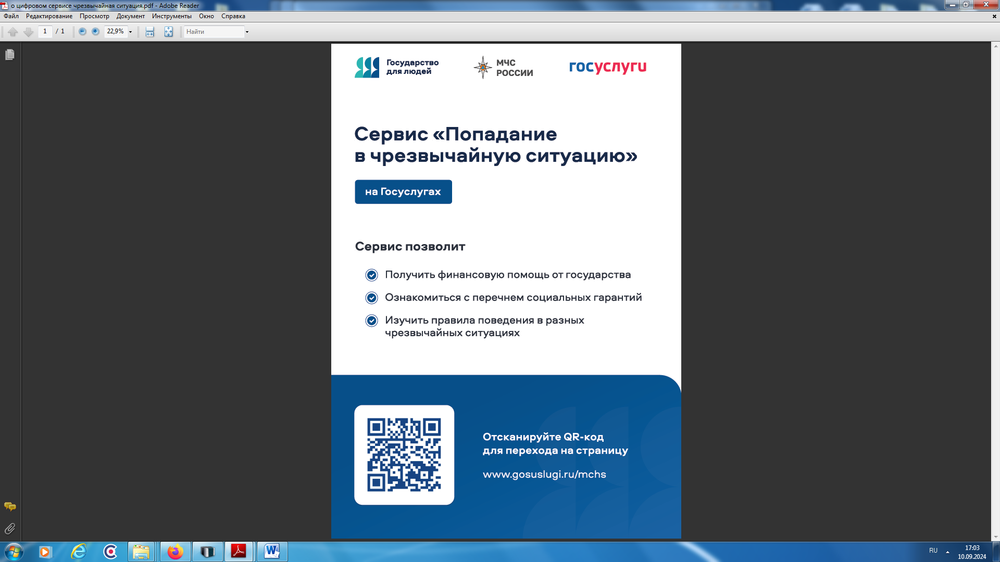 о цифровом сервисе чрезвычайная ситуация.pdf - Adobe Reader
Файл Редактирование Просмотр Документ Инструменты Окно Справка
1 / 1 22,9% Найти
Государство
для людей
МЧС
РОССИИ
госуслуги
Сервис «Попадание
в чрезвычайную ситуацию»
на Госуслугах
Сервис позволит
Получить финансовую помощь от государства
Ознакомиться с перечнем социальных гарантий
Изучить правила поведения в разных
чрезвычайных ситуациях
Отсканируйте QR-код
для перехода на страницу
www.gosuslugi.ru/mchs
RU
17:03
10.09.2024